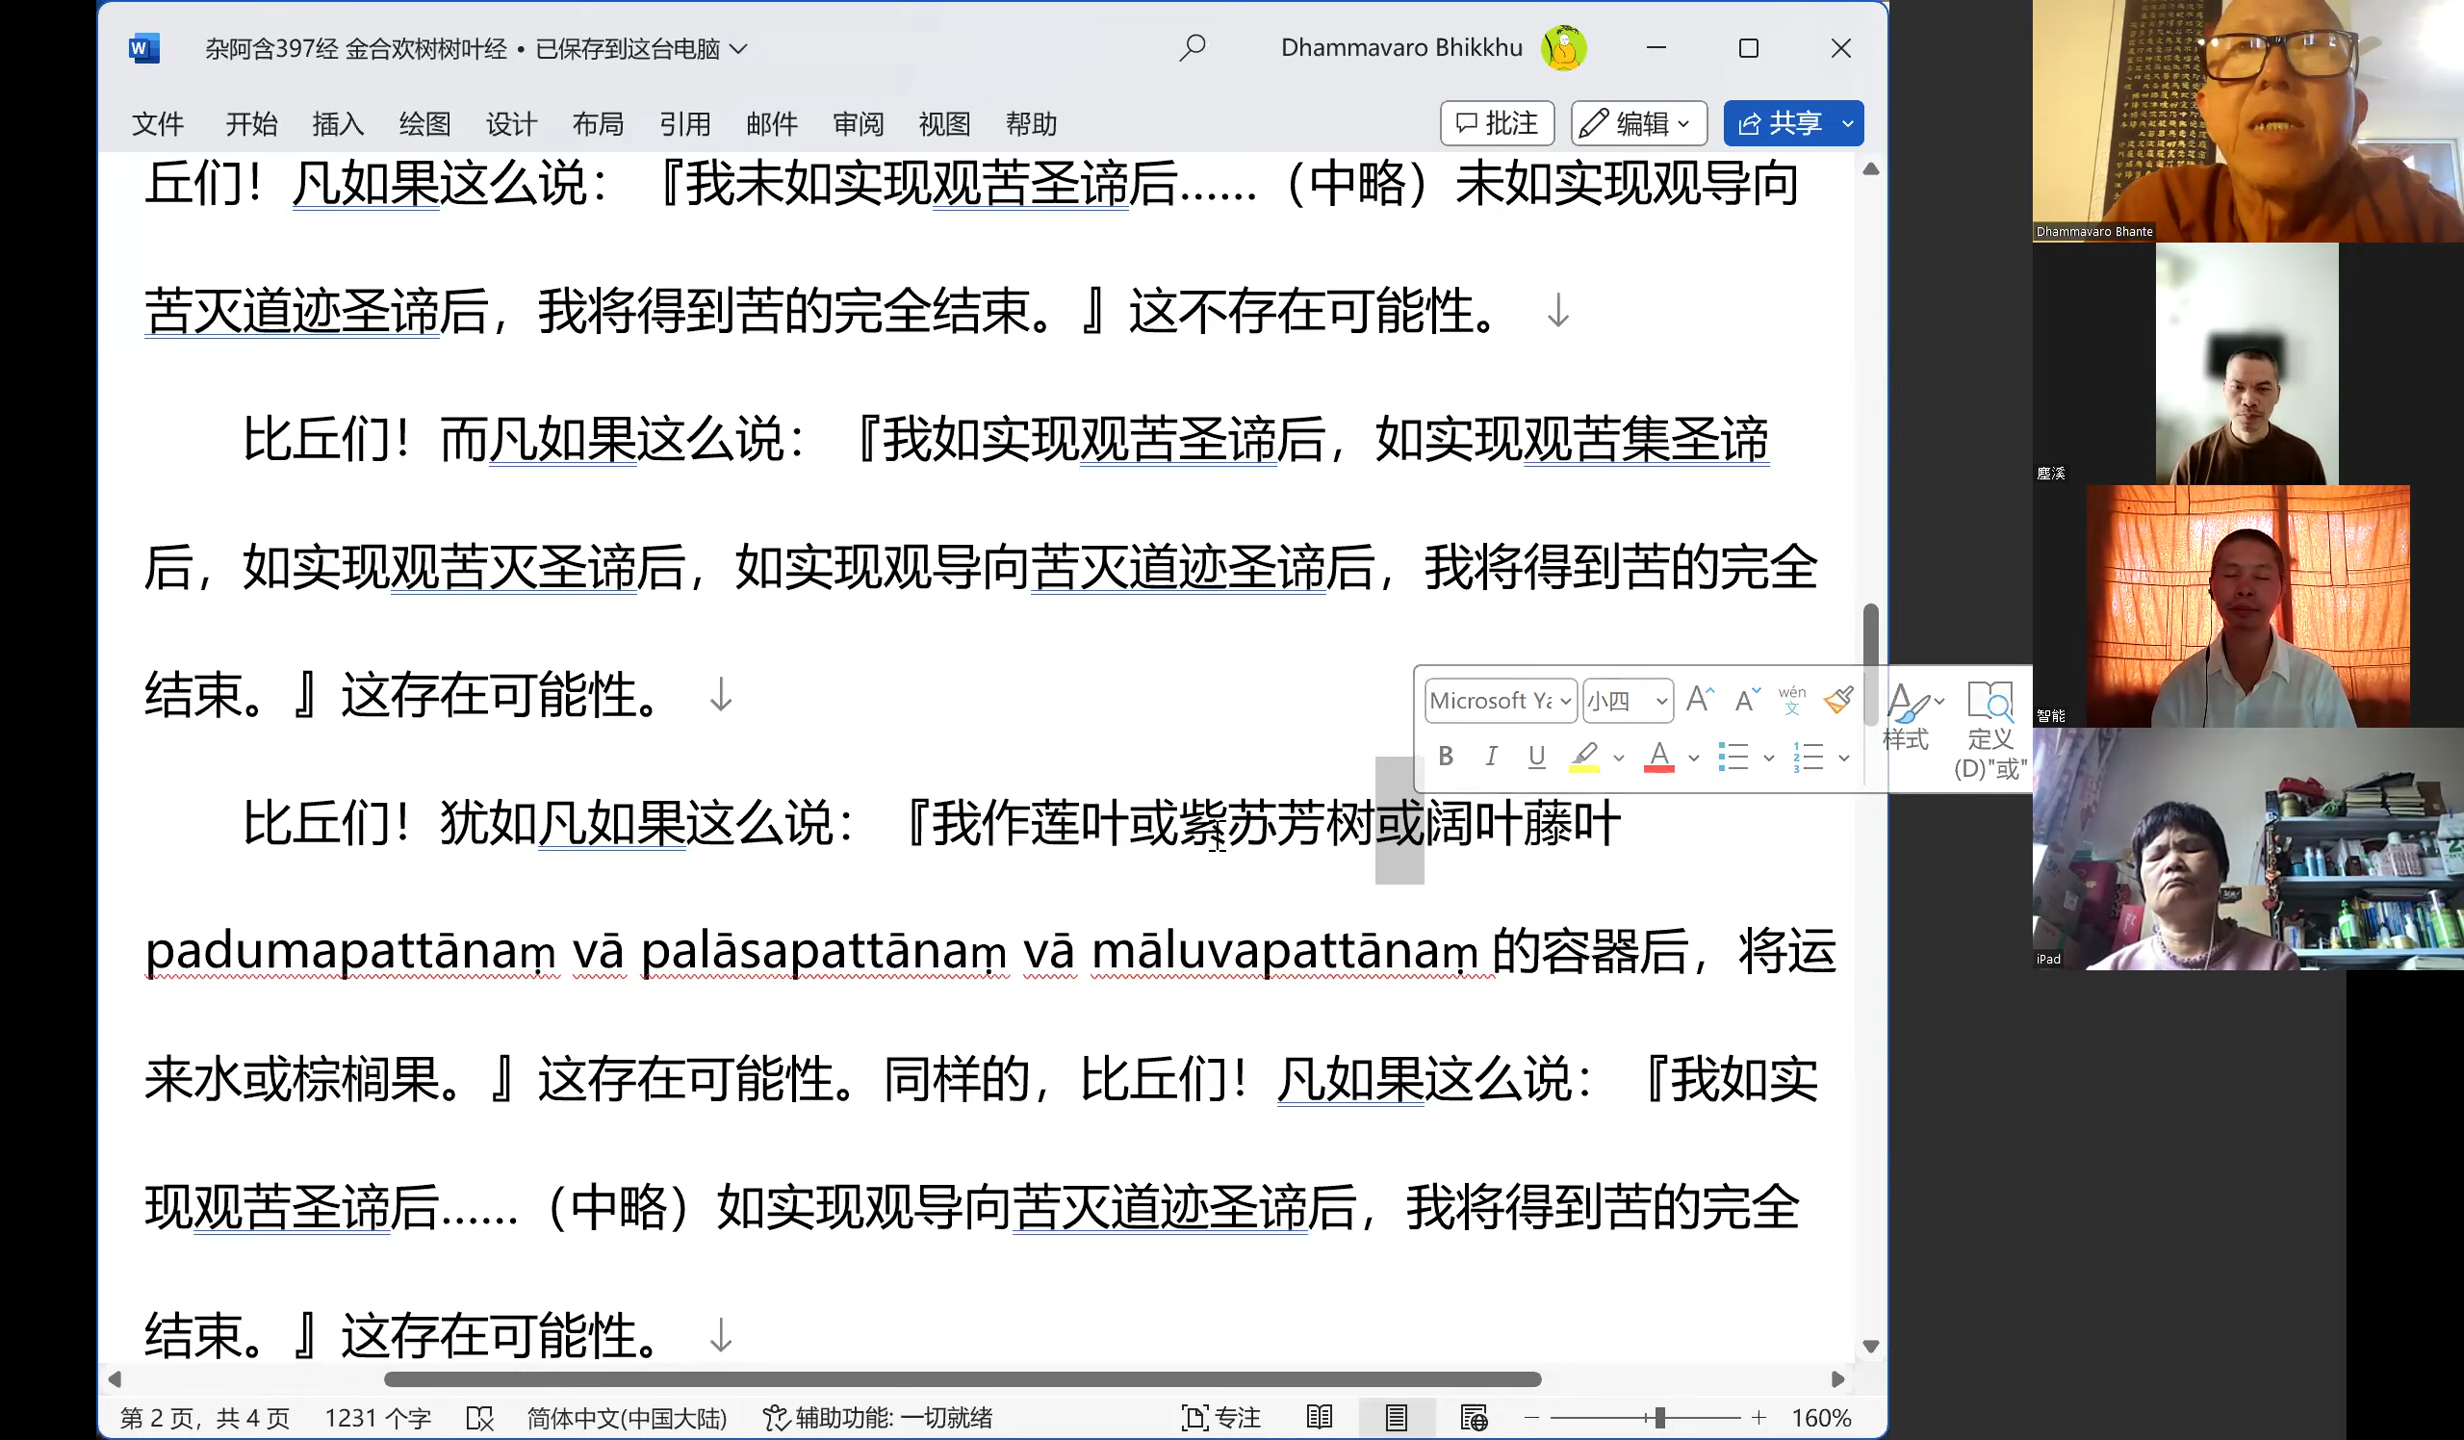 杂阿含397经 金合欢树树叶经 • 已保存到这台电脑
Dhammavaro Bhikkhu
文件 开始 插入 绘图 设计 布局 引用 邮件 审阅 视图 帮助
批注 编辑 共享
丘们！凡如果这么说：『我未如实现观苦圣谛后……（中略）未如实现观导向
苦灭道迹圣谛后，我将得到苦的完全结束。』这不存在可能性。↓
比丘们！而凡如果这么说：『我如实现观苦圣谛后，如实现观苦集圣谛
后，如实现观苦灭圣谛后，如实现观导向苦灭道迹圣谛后，我将得到苦的完全
结束。』这存在可能性。↓
比丘们！犹如凡如果这么说：『我作莲叶或紫苏芳树或阔叶藤叶
padumapattānaṃ vā palāsapattānaṃ vā māluvapattānaṃ 的容器后，将运
来水或棕榈果。』这存在可能性。同样的，比丘们！凡如果这么说：『我如实
现观苦圣谛后……（中略）如实现观导向苦灭道迹圣谛后，我将得到苦的完全
结束。』这存在可能性。↓
Microsoft Ya 小四 A A wén 文
B I U A 样式 定义
(D)"或"
第 2 页，共 4 页 1231 个字 简体中文(中国大陆) 辅助功能: 一切就绪 专注 160%
Dhammavaro Bhante
塵溪
智能
iPad